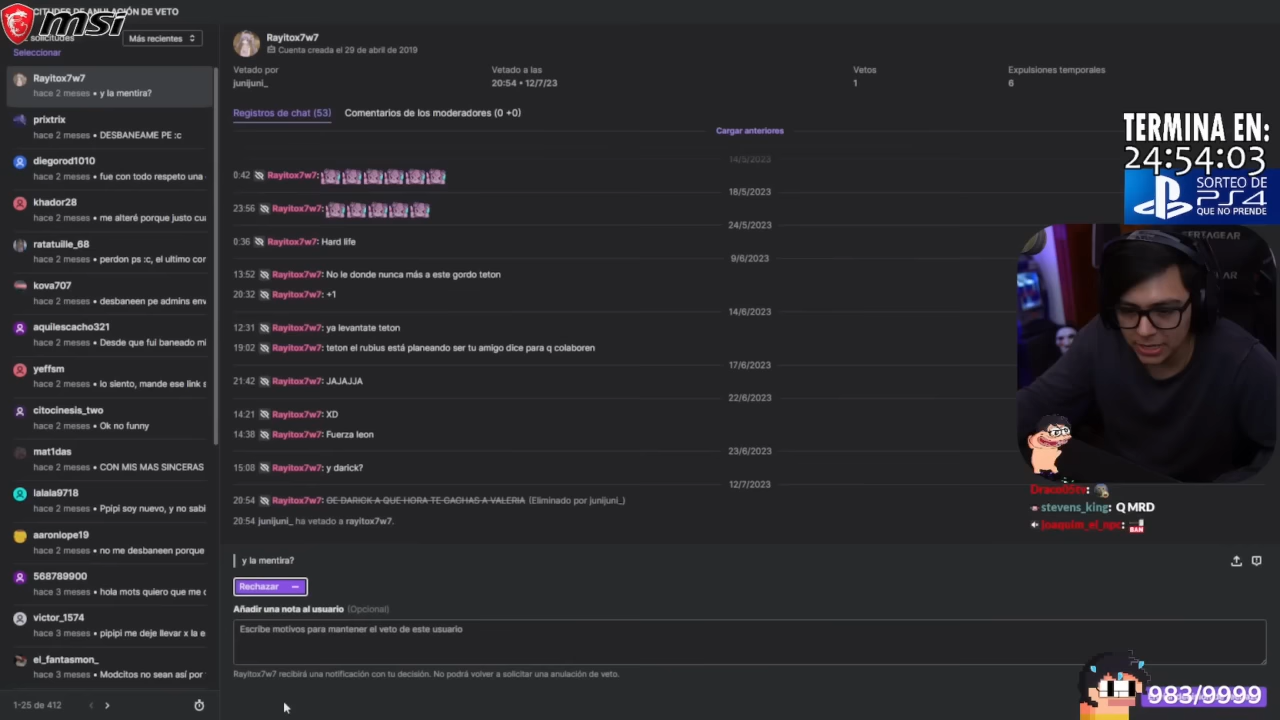 CITUDES DE ANULACIÓN DE VETO
msi
solicitudes
Más recientes
Seleccionar
Rayitox7w7
hace 2 meses • y la mentira?
prixtrix
hace 2 meses • DESBANEAME PE :c
diegorod1010
hace 2 meses • fue con todo respeto una
khador28
hace 2 meses • me alteré porque justo cu
ratatuille_68
hace 2 meses • perdon ps :c, el ultimo cor
kova707
hace 2 meses • desbaneen pe admins env
aquilescacho321
hace 2 meses • Desde que fui baneado mi
yeffsm
hace 2 meses • lo siento, mande ese link s
citocinesis_two
hace 2 meses • Ok no funny
mat1das
hace 2 meses • CON MIS MAS SINCERAS
lalala9718
hace 2 meses • Ppipi soy nuevo, y no sabi
aaroniope19
hace 2 meses • no me desbaneen porque
568789900
hace 3 meses • hola mots quiero que me c
victor_1574
hace 3 meses • pipipi me deje llevar x la e
el_fantasmon_
hace 3 meses • Modcitos no sean así por
1-25 de 412
Rayitox7w7
Cuenta creada el 29 de abril de 2019
Vetado por
junijuni_
Vetado a las
20:54 • 12/7/23
Vetos
1
Expulsiones temporales
6
Registros de chat (53)
Comentarios de los moderadores (0 +0)
Cargar anteriores
14/5/2023
0:42 Rayitox7w7:
18/5/2023
23:56 Rayitox7w7:
24/5/2023
0:36 Rayitox7w7: Hard life
9/6/2023
13:52 Rayitox7w7: No le donde nunca más a este gordo teton
20:32 Rayitox7w7: +1
14/6/2023
12:31 Rayitox7w7: ya levantate teton
19:02 Rayitox7w7: teton el rubius está planeando ser tu amigo dice para q colaboren
17/6/2023
21:42 Rayitox7w7: JAJAJJA
22/6/2023
14:21 Rayitox7w7: XD
14:38 Rayitox7w7: Fuerza leon
23/6/2023
15:08 Rayitox7w7: y darick?
12/7/2023
20:54 Rayitox7w7: OE DARICK A QUE HORA TE CACHAS A VALERIA (Eliminado por junijuni_)
20:54 junijuni_ ha vetado a rayitox7w7.
y la mentira?
Rechazar
Añadir una nota al usuario (Opcional)
Escribe motivos para mantener el veto de este usuario
Rayitox7w7 recibirá una notificación con tu decisión. No podrá volver a solicitar una anulación de veto.
TERMINA EN:
24:54:03
SORTEO DE
PS4
QUE NO PRENDE
Draco05tv:
stevens_king: Q MRD
joaquim_el_npc:
BAN
983/9999